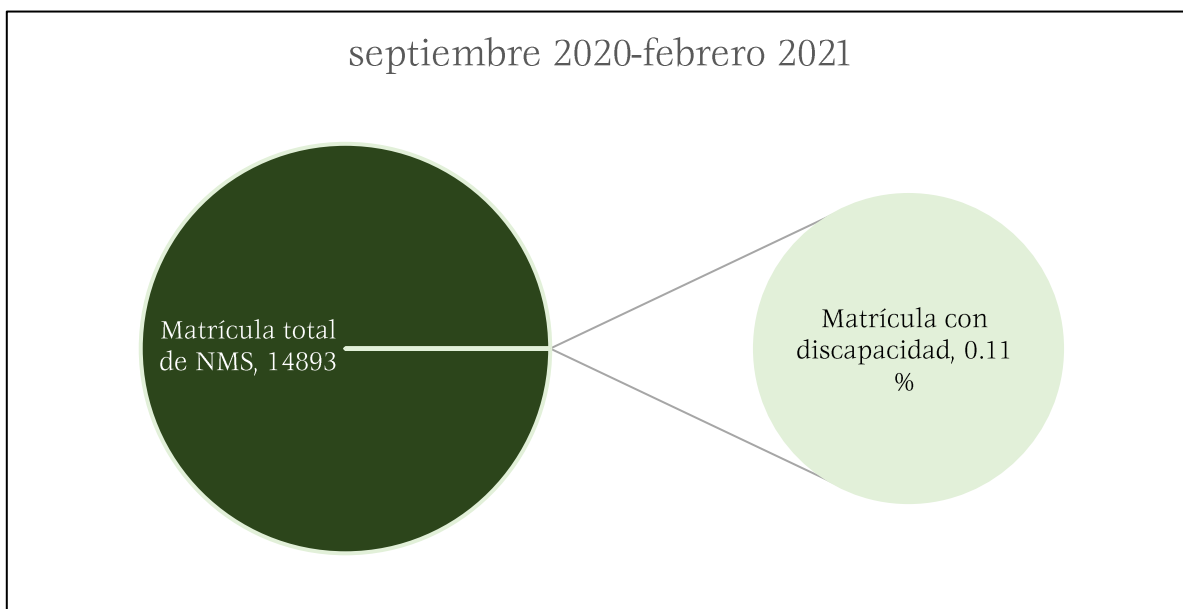 septiembre 2020-febrero 2021
Matrícula total
de NMS, 14893
Matrícula con
discapacidad, 0.11
%